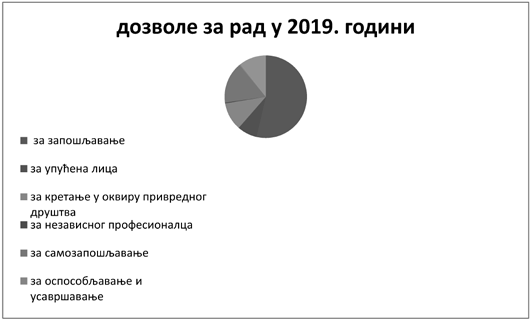 дозволе за рад у 2019. години
за запошљавање
за упућена лица
за кретање у оквиру привредног
друштва
за независног професионалца
за самозапошљавање
за оспособљавање и
усавршавање